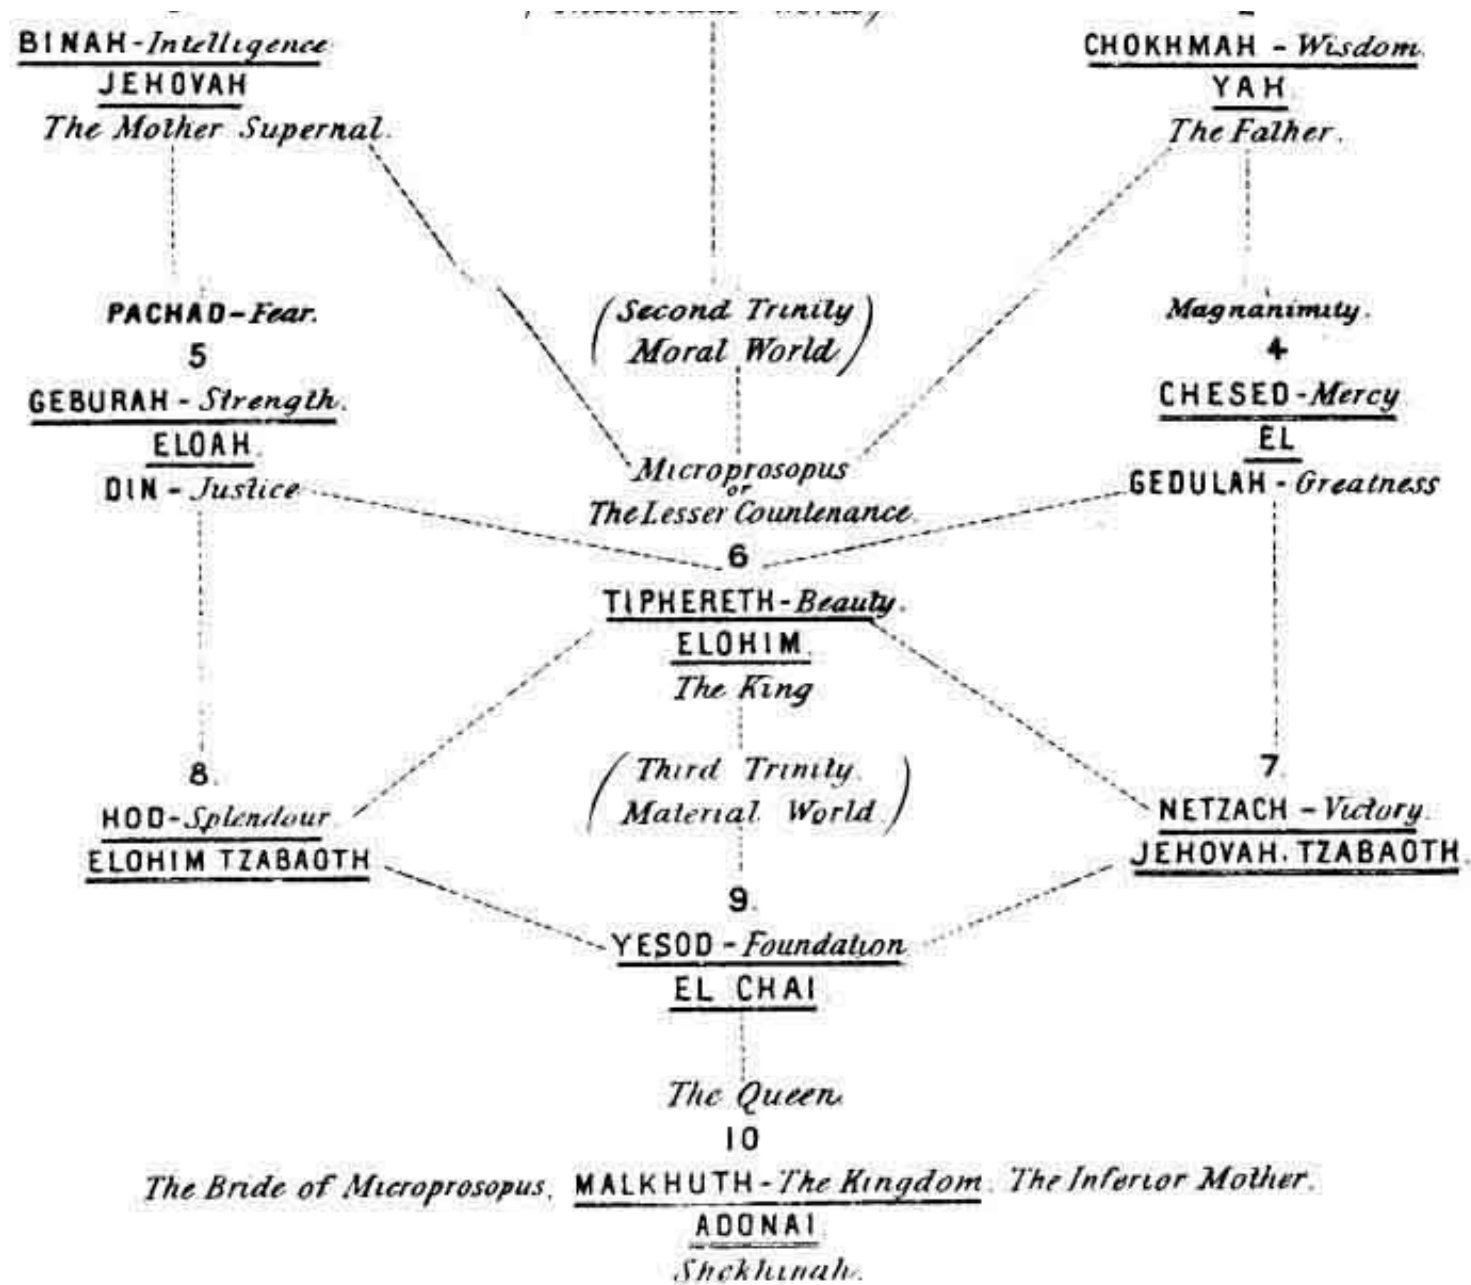 BINAH - Intelligence
JEHOVAH
The Mother Supernal.
CHOKHMAH - Wisdom.
YAH
The Father.
PACHAD - Fear.
5
GEBURAH - Strength.
ELOAH.
DIN - Justice
(Second Trinity
Moral World)
Magnanimity.
4
CHESED - Mercy
EL
GEDULAH - Greatness
Microprosopus
or
The Lesser Countenance.
6
TIPHERETH - Beauty.
ELOHIM.
The King
8.
HOD - Splendour.
ELOHIM TZABAOTH
(Third Trinity.
Material World)
7.
NETZACH - Victory.
JEHOVAH. TZABAOTH.
9.
YESOD - Foundation
EL CHAI
The Queen.
10
The Bride of Microprosopus. MALKHUTH - The Kingdom. The Inferior Mother.
ADONAI
Shekhinah.